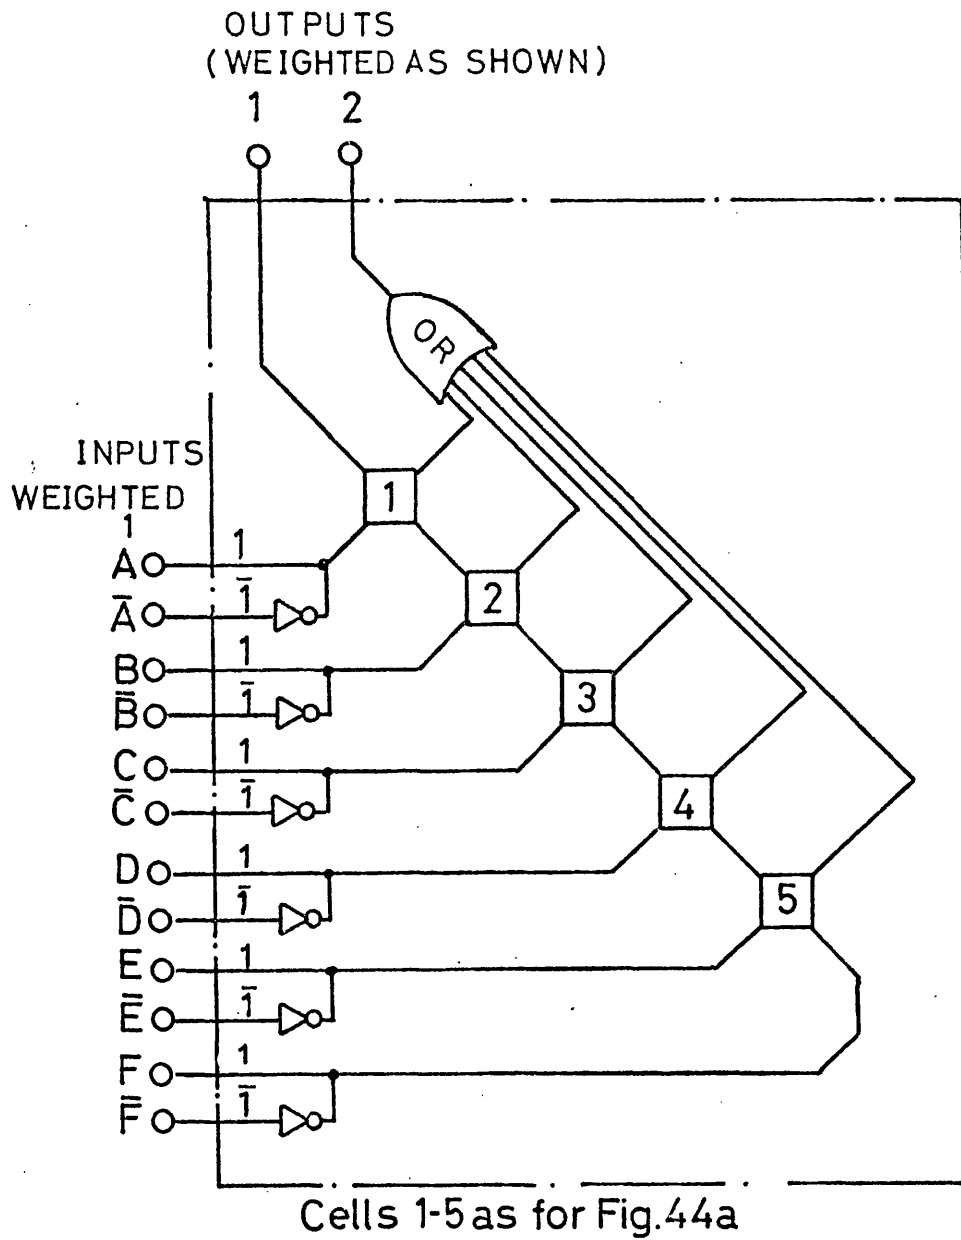 OUTPUTS
(WEIGHTED AS SHOWN)
1 2
OR
INPUTS
WEIGHTED
1
1
A 1
A̅ 1̅
B 1
B̅ 1̅
2
C 1
C̅ 1̅
3
D 1
D̅ 1̅
4
E 1
E̅ 1̅
5
F 1
F̅ 1̅
Cells 1-5 as for Fig.44a